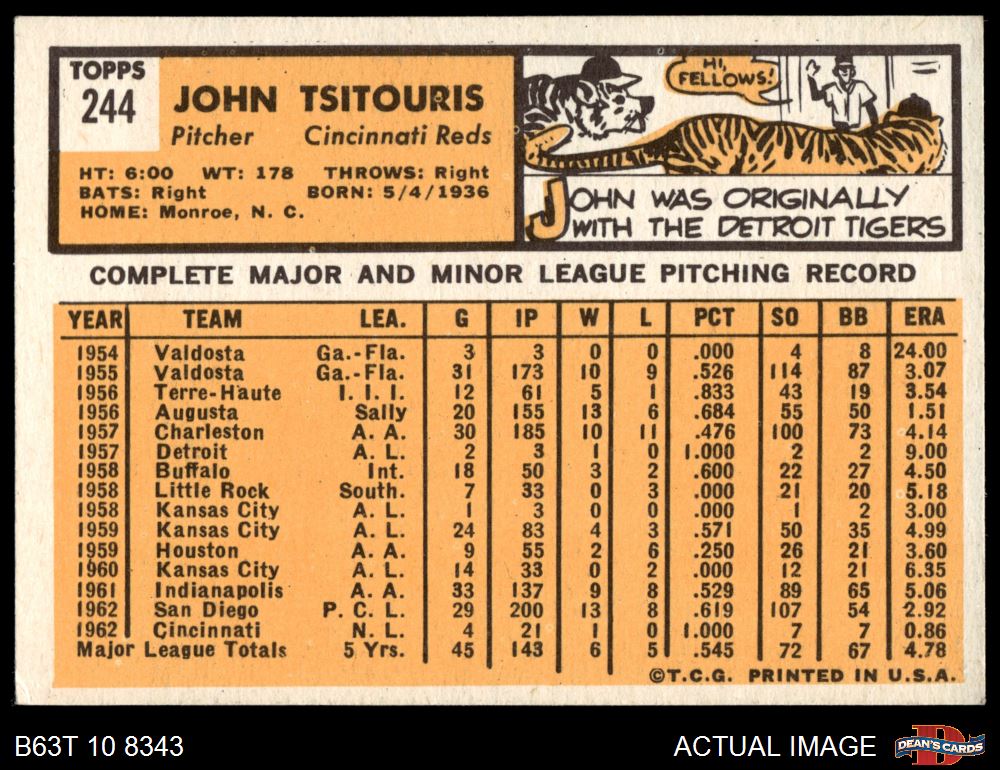 TOPPS
244
JOHN TSITOURIS
Pitcher Cincinnati Reds
HT: 6:00 WT: 178 THROWS: Right
BATS: Right BORN: 5/4/1936
HOME: Monroe, N. C.
HI,
FELLOWS!
JOHN WAS ORIGINALLY
WITH THE DETROIT TIGERS
COMPLETE MAJOR AND MINOR LEAGUE PITCHING RECORD
YEAR TEAM LEA. G IP W L PCT SO BB ERA
1954 Valdosta Ga.-Fla. 3 3 0 0 .000 4 8 24.00
1955 Valdosta Ga.-Fla. 31 173 10 9 .526 114 87 3.07
1956 Terre-Haute I. I. I. 12 61 5 1 .833 43 19 3.54
1956 Augusta Sally 20 155 13 6 .684 55 50 1.51
1957 Charleston A. A. 30 185 10 11 .476 100 73 4.14
1957 Detroit A. L. 2 3 1 0 1.000 2 2 9.00
1958 Buffalo Int. 18 50 3 2 .600 22 27 4.50
1958 Little Rock South. 7 33 0 3 .000 21 20 5.18
1958 Kansas City A. L. 1 3 0 0 .000 1 2 3.00
1959 Kansas City A. L. 24 83 4 3 .571 50 35 4.99
1959 Houston A. A. 9 55 2 6 .250 26 21 3.60
1960 Kansas City A. L. 14 33 0 2 .000 12 21 6.35
1961 Indianapolis A. A. 33 137 9 8 .529 89 65 5.06
1962 San Diego P. C. L. 29 200 13 8 .619 107 54 2.92
1962 Cincinnati N. L. 4 21 1 0 1.000 7 7 0.86
Major League Totals 5 Yrs. 45 143 6 5 .545 72 67 4.78
©T.C.G. PRINTED IN U.S.A.
B63T 10 8343 ACTUAL IMAGE D DEAN'S CARDS